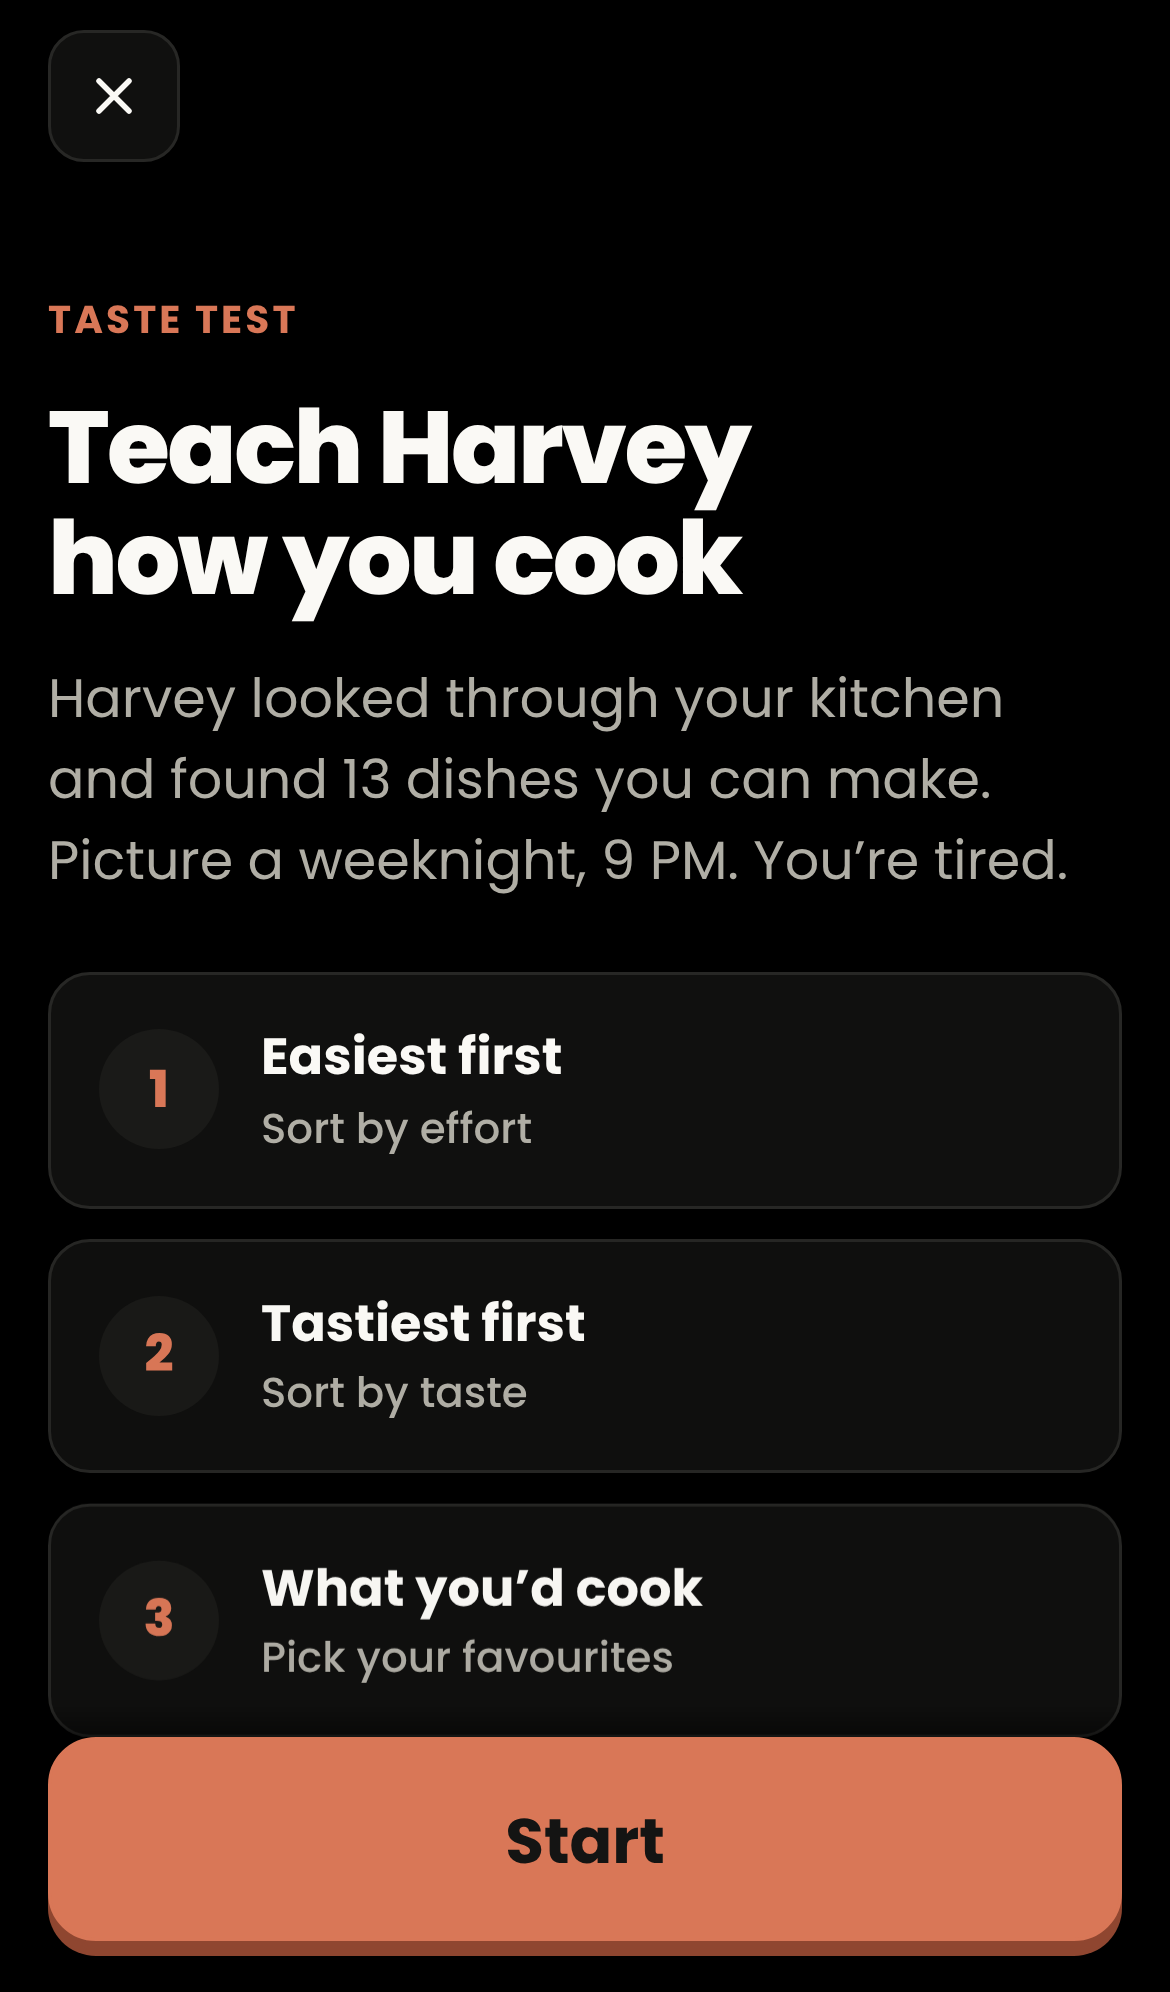 TASTE TEST
Teach Harvey
how you cook
Harvey looked through your kitchen
and found 13 dishes you can make.
Picture a weeknight, 9 PM. You’re tired.
1
Easiest first
Sort by effort
2
Tastiest first
Sort by taste
3
What you’d cook
Pick your favourites
Start